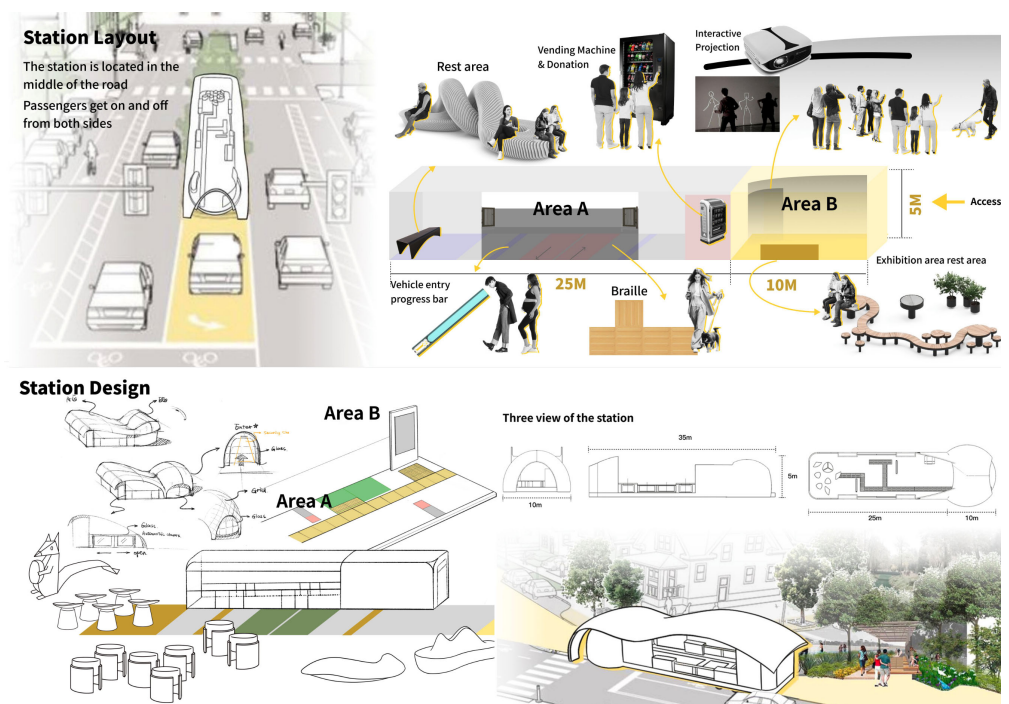 Station Layout
The station is located in the
middle of the road
Passengers get on and off
from both sides
Rest area
Vending Machine
& Donation
Interactive
Projection
Area A
Area B
5M
Access
Vehicle entry
progress bar
25M
Braille
10M
Exhibition area rest area
Station Design
Area B
Area A
Enter
Glass
Grid
Glass
Glass
open
Three view of the station
35m
5m
10m
25m
10m